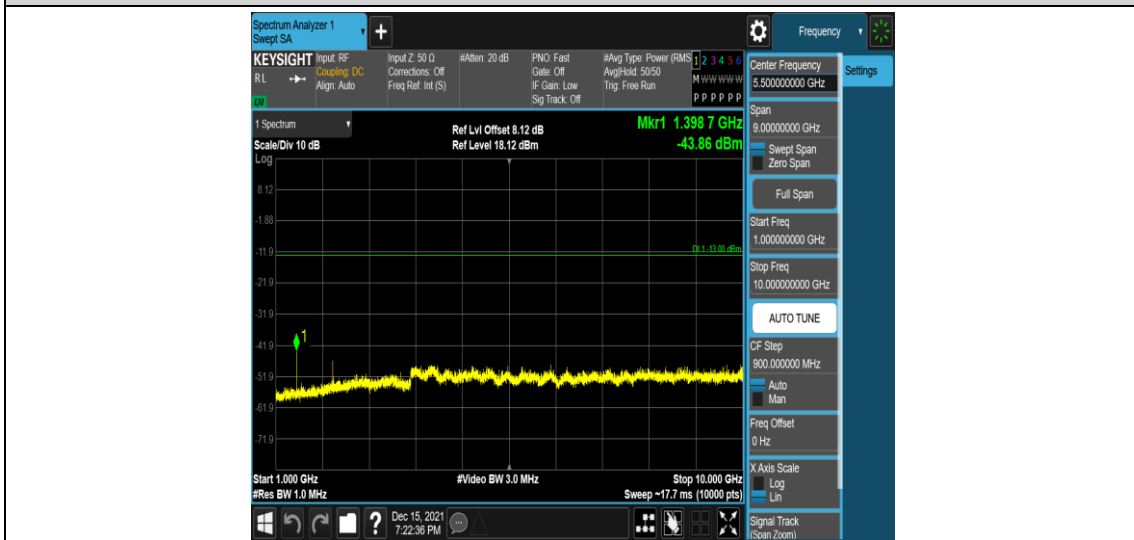 Spectrum Analyzer 1
Swept SA
+
Frequency
KEYSIGHT
RL
LXI
Input: RF
Coupling: DC
Align: Auto
Input Z: 50 Ω
Corrections: Off
Freq Ref: Int (S)
#Atten: 20 dB
PNO: Fast
Gate: Off
IF Gain: Low
Sig Track: Off
#Avg Type: Power (RMS
Avg|Hold: 50/50
Trig: Free Run
1 2 3 4 5 6
M W W W W W
P P P P P P
1 Spectrum
Scale/Div 10 dB
Log
Ref Lvl Offset 8.12 dB
Ref Level 18.12 dBm
Mkr1 1.398 7 GHz
-43.86 dBm
8.12
-1.88
-11.9
DL1 -13.00 dBm
-21.9
-31.9
1
-41.9
-51.9
-61.9
-71.9
Start 1.000 GHz
#Res BW 1.0 MHz
#Video BW 3.0 MHz
Stop 10.000 GHz
Sweep ~17.7 ms (10000 pts)
Center Frequency
5.500000000 GHz
Settings
Span
9.00000000 GHz
Swept Span
Zero Span
Full Span
Start Freq
1.000000000 GHz
Stop Freq
10.000000000 GHz
AUTO TUNE
CF Step
900.000000 MHz
Auto
Man
Freq Offset
0 Hz
X Axis Scale
Log
Lin
Signal Track
(Span Zoom)
?
Dec 15, 2021
7:22:36 PM